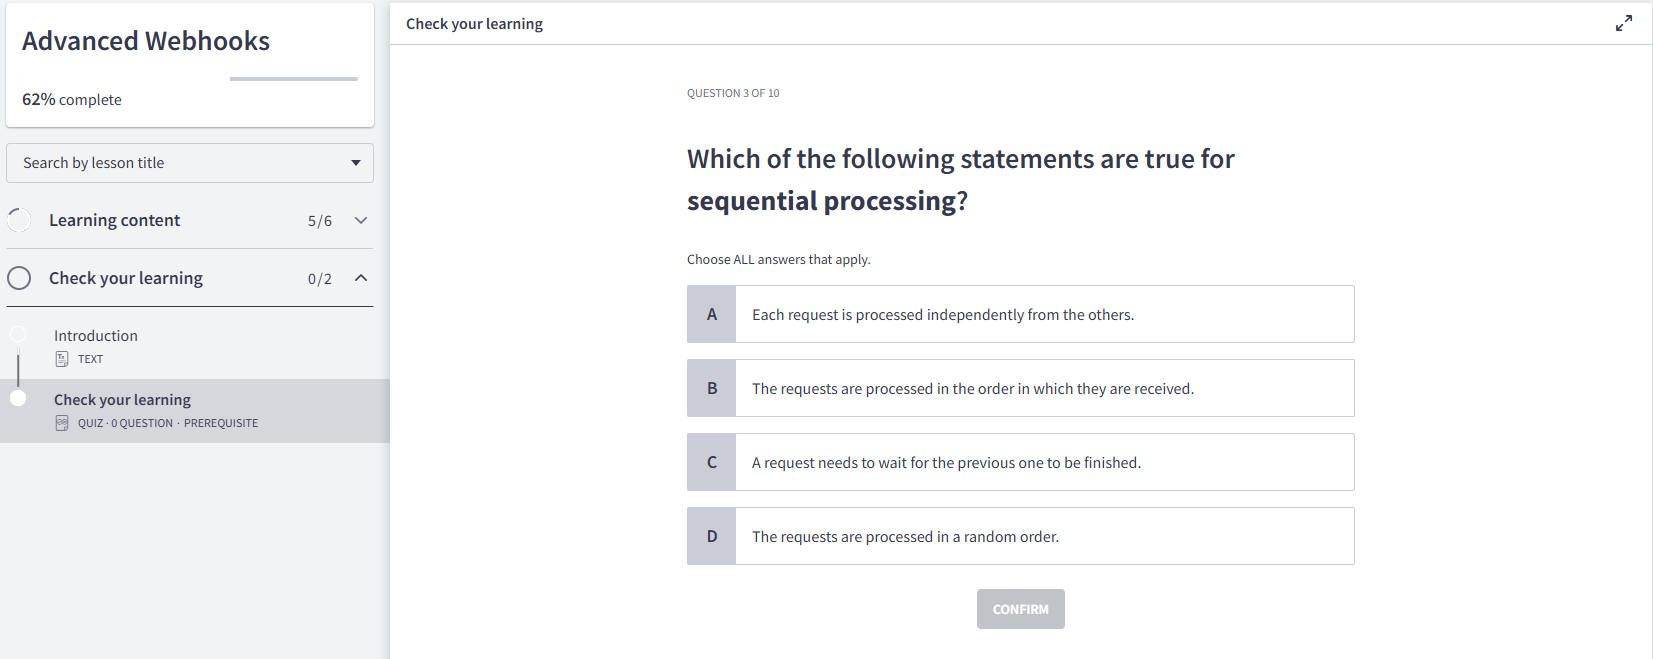 Advanced Webhooks
62% complete
Search by lesson title
Learning content 5/6
Check your learning 0/2
Introduction
TEXT
Check your learning
QUIZ · 0 QUESTION · PREREQUISITE
Check your learning
QUESTION 3 OF 10
Which of the following statements are true for
sequential processing?
Choose ALL answers that apply.
A Each request is processed independently from the others.
B The requests are processed in the order in which they are received.
C A request needs to wait for the previous one to be finished.
D The requests are processed in a random order.
CONFIRM